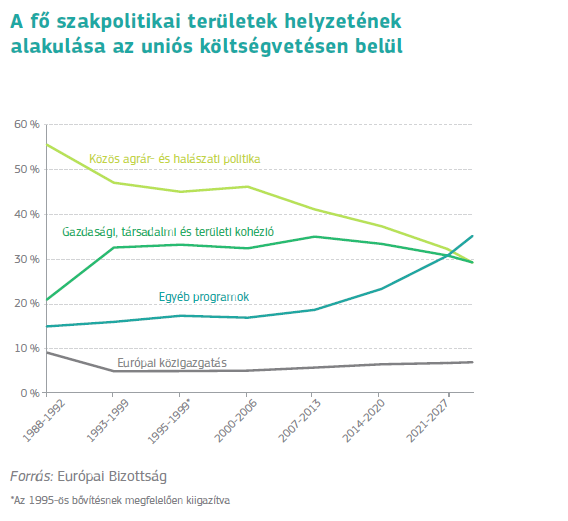 A fő szakpolitikai területek helyzetének
alakulása az uniós költségvetésen belül
60 %
Közös agrár- és halászati politika
50 %
40 %
Gazdasági, társadalmi és területi kohézió
30 %
Egyéb programok
20 %
10 %
Európai közigazgatás
0 %
1988-1992
1993-1999
1995-1999*
2000-2006
2007-2013
2014-2020
2021-2027
Forrás: Európai Bizottság
*Az 1995-ös bővítésnek megfelelően kiigazítva